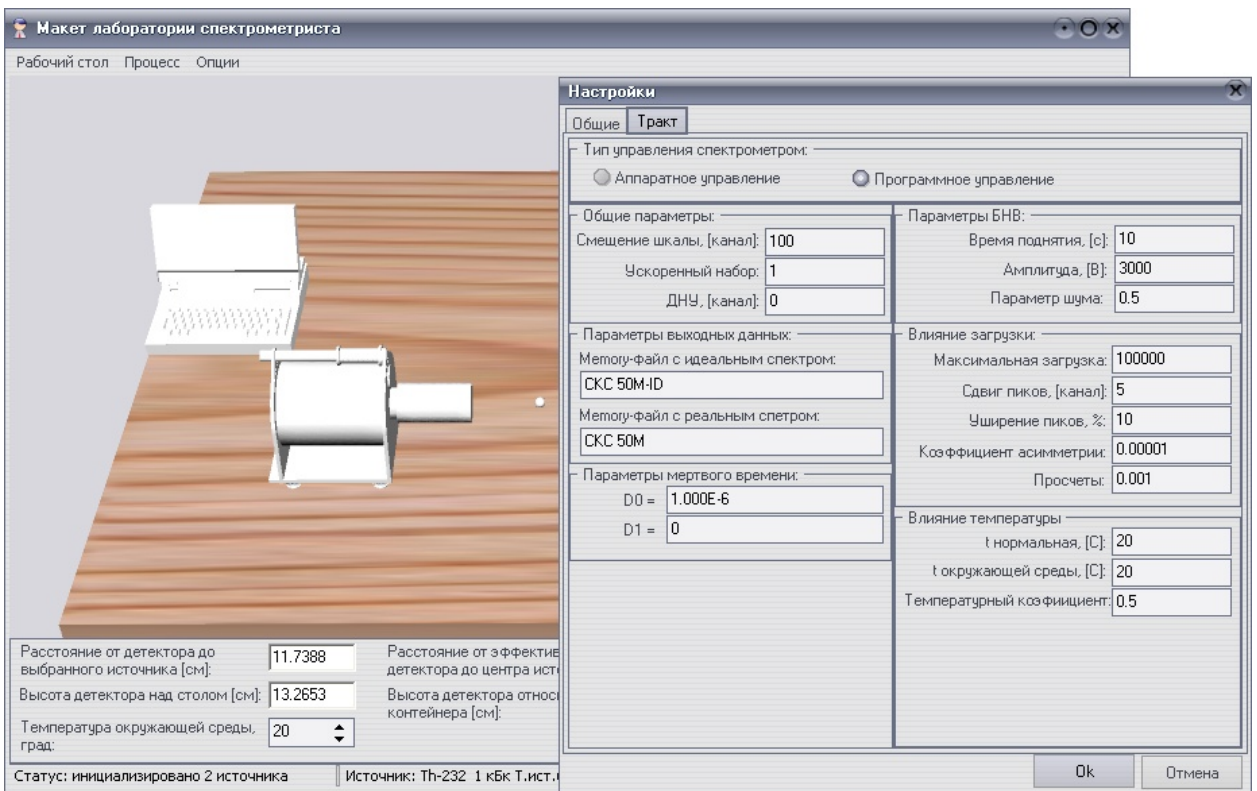 Макет лаборатории спектрометриста
Рабочий стол Процесс Опции
Расстояние от детектора до
выбранного источника [см]: 11.7388
Высота детектора над столом [см]: 13.2653
Температура окружающей среды,
град: 20
Расстояние от
детектора до центра
Высота детектора
контейнера [см]:
Статус: инициализировано 2 источника
Источник: Th-232 1 кБк
Настройки
Общие Тракт
Тип управления спектрометром:
Аппаратное управление Программное управление
Общие параметры:
Смещение шкалы, [канал]: 100
Ускоренный набор: 1
ДНУ, [канал]: 0
Параметры выходных данных:
Memory-файл с идеальным спектром:
СКС 50M-ID
Memory-файл с реальным спетром:
СКС 50М
Параметры мертвого времени:
D0 = 1.000E-6
D1 = 0
Параметры БНВ:
Время поднятия, [с]: 10
Амплитуда, [В]: 3000
Параметр шума: 0.5
Влияние загрузки:
Максимальная загрузка: 100000
Сдвиг пиков, [канал]: 5
Уширение пиков, %: 10
Коэффициент асимметрии: 0.00001
Просчеты: 0.001
Влияние температуры
t нормальная, [С]: 20
t окружающей среды, [С]: 20
Температурный коэфиициент: 0.5
Ok Отмена